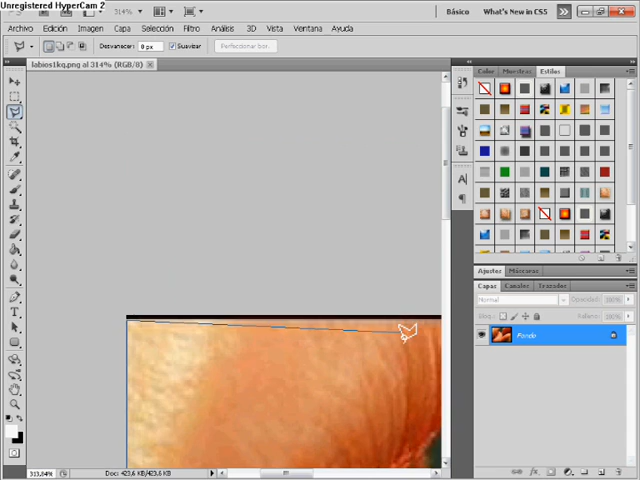 Unregistered HyperCam 2
314%
Básico
What's New in CS5
Archivo Edición Imagen Capa Selección Filtro Análisis 3D Vista Ventana Ayuda
Desvanecer: 0 px Suavizar Perfeccionar bor...
labios1kq.png al 314% (RGB/8)
Color Muestras Estilos
A
Ajustes Máscaras
Capas Canales Trazados
Normal Opacidad: 100%
Bloq.: Relleno: 100%
Fondo
313,84% Doc: 423,6 KB/423,6 KB